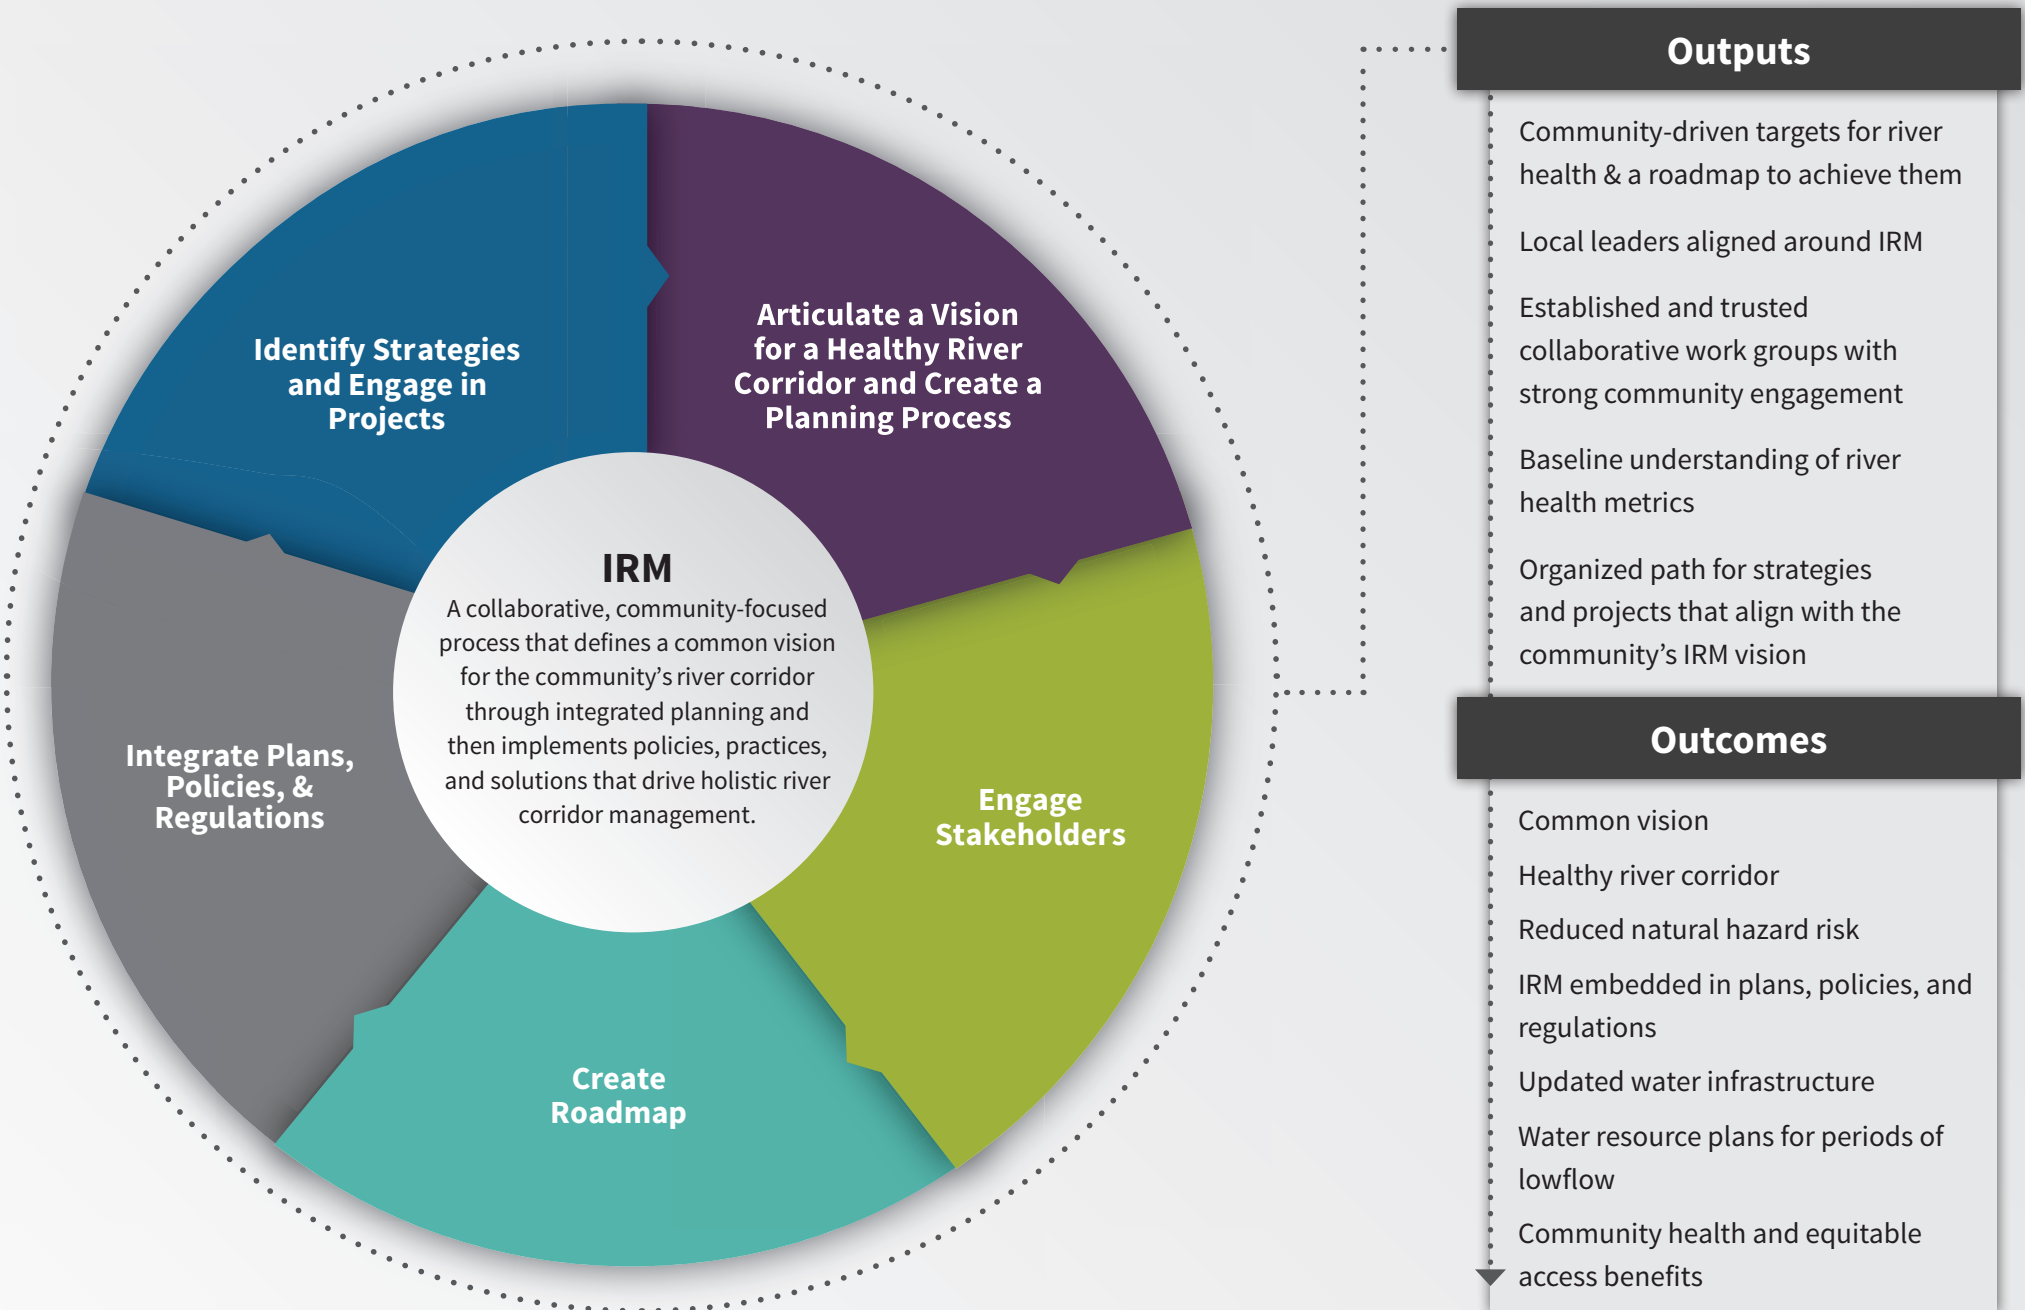 Identify Strategies
and Engage in
Projects
Articulate a Vision
for a Healthy River
Corridor and Create a
Planning Process
Engage
Stakeholders
Create
Roadmap
Integrate Plans,
Policies, &
Regulations
IRM
A collaborative, community-focused
process that defines a common vision
for the community’s river corridor
through integrated planning and
then implements policies, practices,
and solutions that drive holistic river
corridor management.
Outputs
Community-driven targets for river
health & a roadmap to achieve them
Local leaders aligned around IRM
Established and trusted
collaborative work groups with
strong community engagement
Baseline understanding of river
health metrics
Organized path for strategies
and projects that align with the
community’s IRM vision
Outcomes
Common vision
Healthy river corridor
Reduced natural hazard risk
IRM embedded in plans, policies, and
regulations
Updated water infrastructure
Water resource plans for periods of
lowflow
Community health and equitable
access benefits